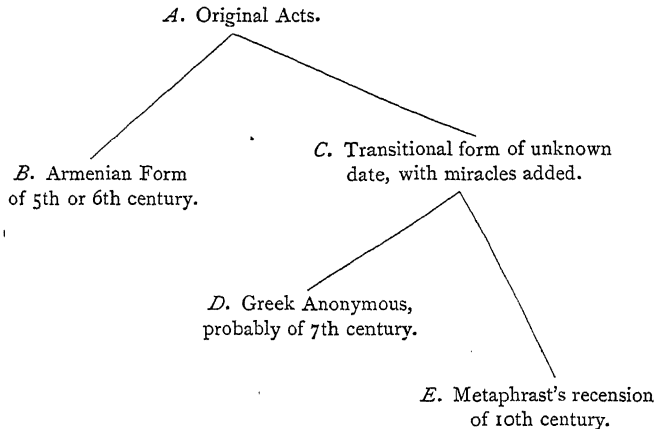 A. Original Acts.
B. Armenian Form
of 5th or 6th century.
C. Transitional form of unknown
date, with miracles added.
D. Greek Anonymous,
probably of 7th century.
E. Metaphrast's recension
of 10th century.